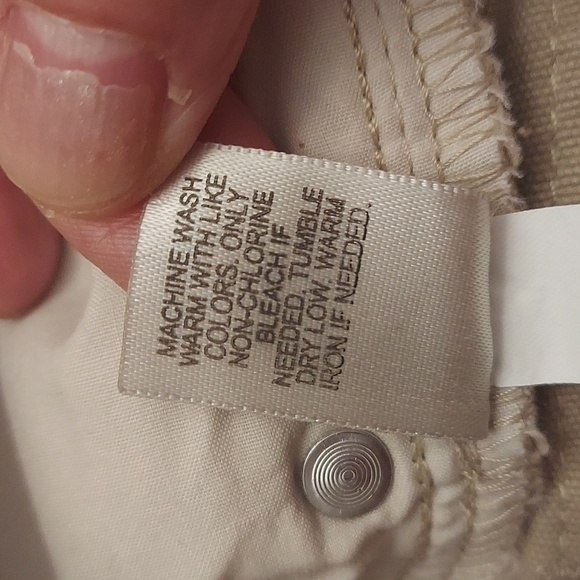 MACHINE WASH
WARM WITH LIKE
COLORS. ONLY
NON-CHLORINE
BLEACH IF
NEEDED. TUMBLE
DRY LOW. WARM
IRON IF NEEDED.